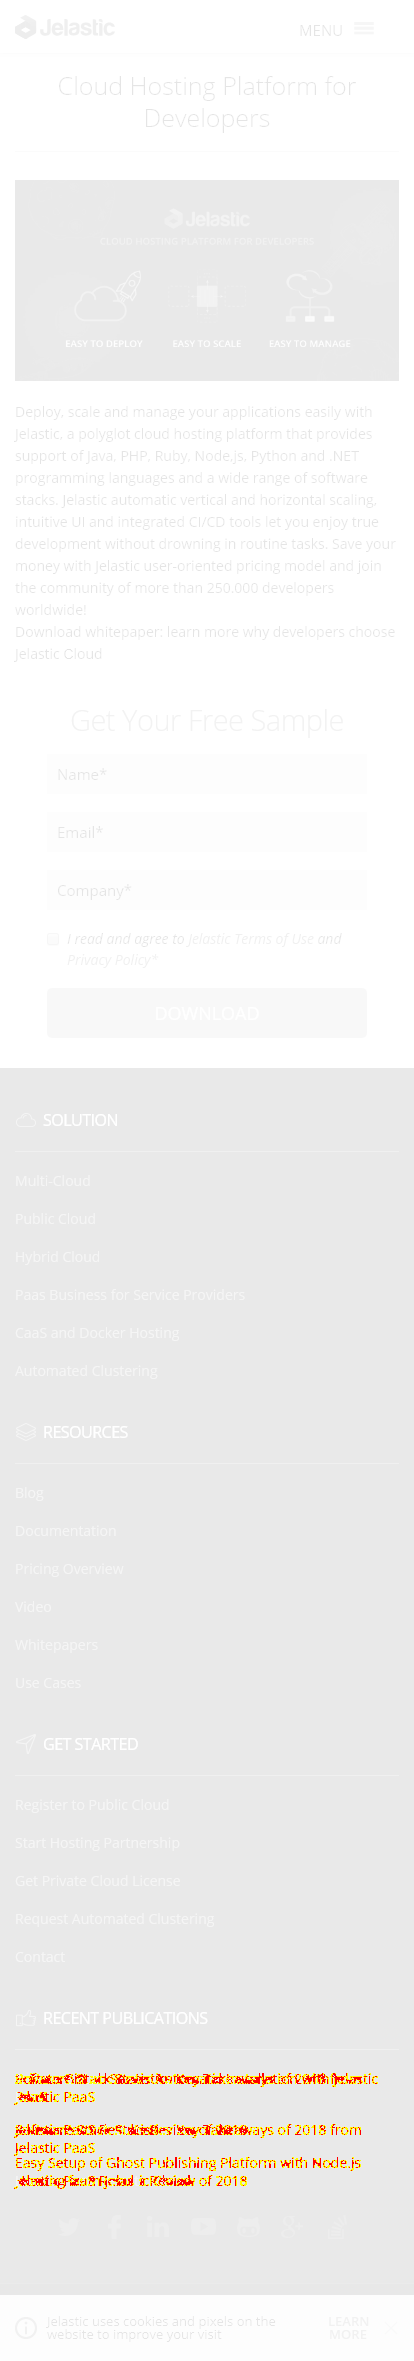 Jelastic
MENU
Cloud Hosting Platform for
Developers
Jelastic
CLOUD HOSTING PLATFORM FOR DEVELOPERS
EASY TO DEPLOY EASY TO SCALE EASY TO MANAGE
Deploy, scale and manage your applications easily with
Jelastic, a polyglot cloud hosting platform that provides
support of Java, PHP, Ruby, Node.js, Python and .NET
programming languages and a wide range of software
stacks. Jelastic automatic vertical and horizontal scaling,
intuitive UI and integrated CI/CD tools let you enjoy true
development without drowning in routine tasks. Save your
money with Jelastic user-oriented pricing model and join
the community of more than 250.000 developers
worldwide!
Download whitepaper: learn more why developers choose
Jelastic Cloud
Get Your Free Sample
Name*
Email*
Company*
I read and agree to Jelastic Terms of Use and
Privacy Policy*
DOWNLOAD
SOLUTION
Multi-Cloud
Public Cloud
Hybrid Cloud
Paas Business for Service Providers
CaaS and Docker Hosting
Automated Clustering
RESOURCES
Blog
Documentation
Pricing Overview
Video
Whitepapers
Use Cases
GET STARTED
Register to Public Cloud
Start Hosting Partnership
Get Private Cloud License
Request Automated Clustering
Contact
RECENT PUBLICATIONS
Jelastic
PaaS
of 2018 from
Jelastic PaaS
Easy Setup of Ghost Publishing Platform with Node.js
of 2018
Jelastic uses cookies and pixels on the
website to improve your visit
LEARN
MORE